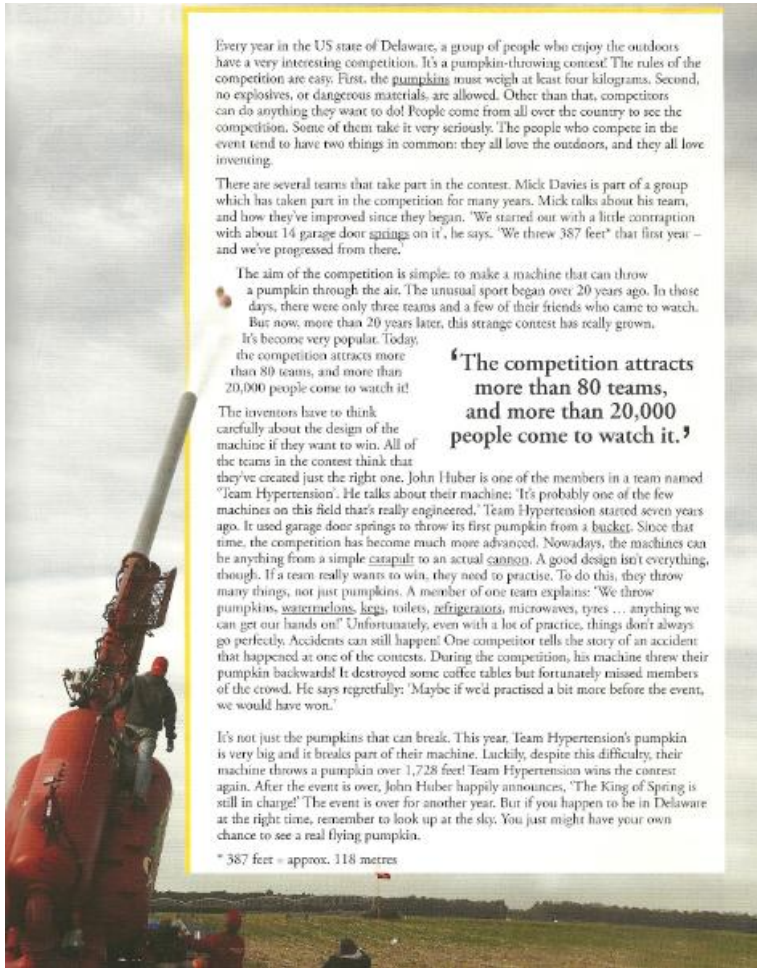 Every year in the US state of Delaware, a group of people who enjoy the outdoors
have a very interesting competition. It's a pumpkin-throwing contest! The rules of the
competition are easy. First, the pumpkins must weigh at least four kilograms. Second,
no explosives, or dangerous materials, are allowed. Other than that, competitors
can do anything they want to do! People come from all over the country to see the
competition. Some of them take it very seriously. The people who compete in the
event tend to have two things in common: they all love the outdoors, and they all love
inventing.
There are several teams that take part in the contest. Mick Davies is part of a group
which has taken part in the competition for many years. Mick talks about his team,
and how they've improved since they began. 'We started out with a little contraption
with about 14 garage door springs on it', he says. 'We threw 387 feet* that first year –
and we've progressed from there.'
The aim of the competition is simple: to make a machine that can throw
a pumpkin through the air. The unusual sport began over 20 years ago. In those
days, there were only three teams and a few of their friends who came to watch.
But now, more than 20 years later, this strange contest has really grown.
It's become very popular. Today,
the competition attracts more
than 80 teams, and more than
20,000 people come to watch it!
'The competition attracts
more than 80 teams,
and more than 20,000
people come to watch it.'
The inventors have to think
carefully about the design of the
machine if they want to win. All of
the teams in the contest think that
they've created just the right one. John Huber is one of the members in a team named
'Team Hypertension'. He talks about their machine: 'It's probably one of the few
machines on this field that's really engineered.' Team Hypertension started seven years
ago. It used garage door springs to throw its first pumpkin from a bucket. Since that
time, the competition has become much more advanced. Nowadays, the machines can
be anything from a simple catapult to an actual cannon. A good design isn't everything,
though. If a team really wants to win, they need to practise. To do this, they throw
many things, not just pumpkins. A member of one team explains: 'We throw
pumpkins, watermelons, kegs, toilets, refrigerators, microwaves, tyres … anything we
can get our hands on!' Unfortunately, even with a lot of practice, things don't always
go perfectly. Accidents can still happen! One competitor tells the story of an accident
that happened at one of the contests. During the competition, his machine threw their
pumpkin backwards! It destroyed some coffee tables but fortunately missed members
of the crowd. He says regretfully: 'Maybe if we'd practised a bit more before the event,
we would have won.'
It's not just the pumpkins that can break. This year, Team Hypertension's pumpkin
is very big and it breaks part of their machine. Luckily, despite this difficulty, their
machine throws a pumpkin over 1,728 feet! Team Hypertension wins the contest
again. After the event is over, John Huber happily announces, 'The King of Spring is
still in charge!' The event is over for another year. But if you happen to be in Delaware
at the right time, remember to look up at the sky. You just might have your own
chance to see a real flying pumpkin.
* 387 feet = approx. 118 metres